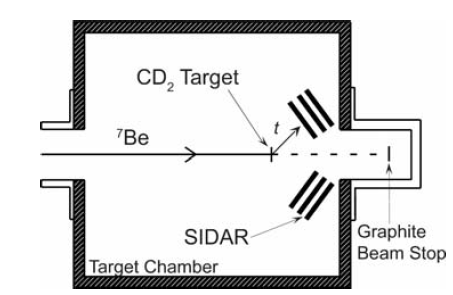 CD₂ Target
t
⁷Be
SIDAR
Graphite
Beam Stop
Target Chamber